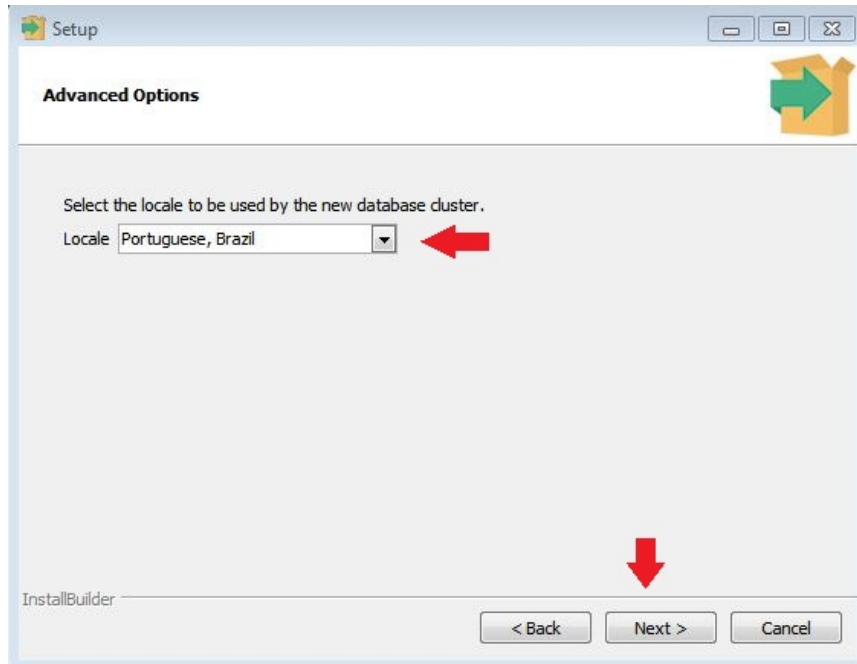 Setup
Advanced Options
Select the locale to be used by the new database cluster.
Locale Portuguese, Brazil
InstallBuilder
< Back Next > Cancel